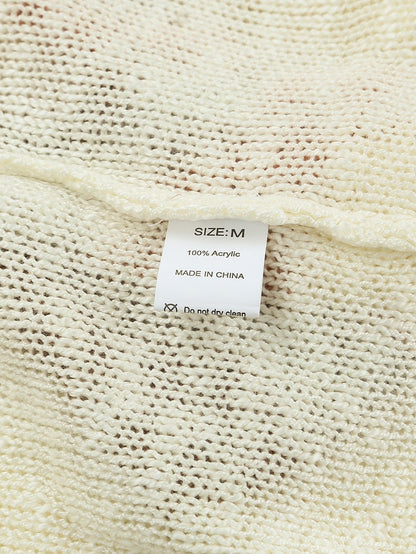 SIZE: M
100% Acrylic
MADE IN CHINA
Do not dry clean